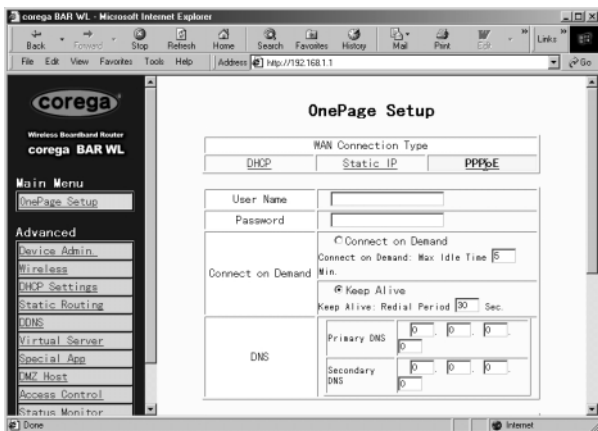 corega BAR WL - Microsoft Internet Explorer
Back Forward Stop Refresh Home Search Favorites History Mail Print Edit » Links »
File Edit View Favorites Tools Help Address http://192.168.1.1 Go
corega
Wireless Boardband Router
corega BAR WL
Main Menu
OnePage Setup
Advanced
Device Admin.
Wireless
DHCP Settings
Static Routing
DDNS
Virtual Server
Special App
DMZ Host
Access Control
Status Monitor
OnePage Setup
WAN Connection Type
DHCP Static IP PPPoE
User Name
Password
Connect on Demand
Connect on Demand
Connect on Demand: Max Idle Time 5
Min.
Keep Alive
Keep Alive: Redial Period 30 Sec.
DNS
Primary DNS 0 . 0 . 0 .
0
Secondary DNS 0 . 0 . 0 .
0
Done Internet